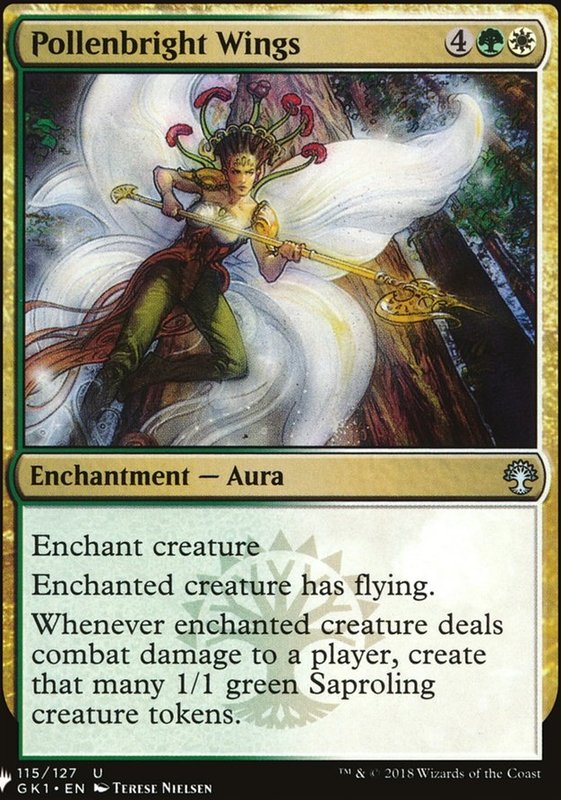 Pollenbright Wings 4
Enchantment — Aura
Enchant creature
Enchanted creature has flying.
Whenever enchanted creature deals
combat damage to a player, create
that many 1/1 green Saproling
creature tokens.
115/127 U
GK1 • EN Terese Nielsen
™ & © 2018 Wizards of the Coast